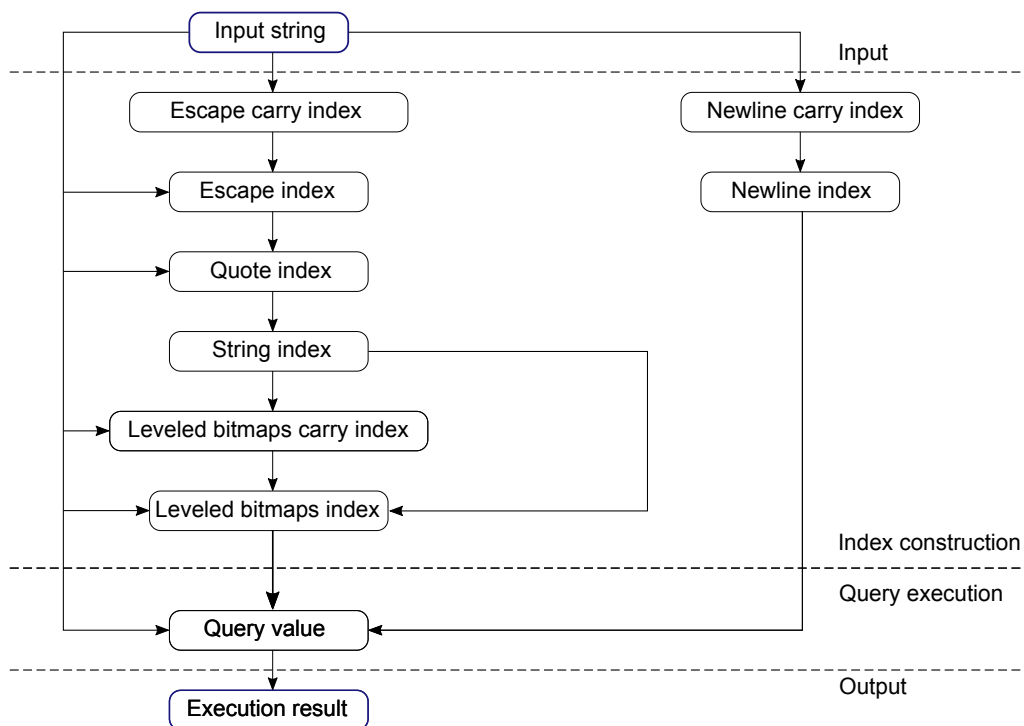 Input string
Input
Escape carry index
Newline carry index
Escape index
Newline index
Quote index
String index
Leveled bitmaps carry index
Leveled bitmaps index
Index construction
Query execution
Query value
Output
Execution result